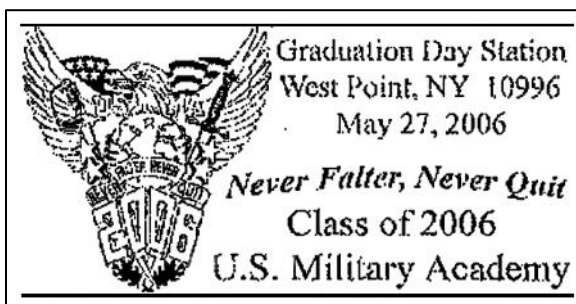 Graduation Day Station
West Point, NY 10996
May 27, 2006
Never Falter, Never Quit
Class of 2006
U.S. Military Academy